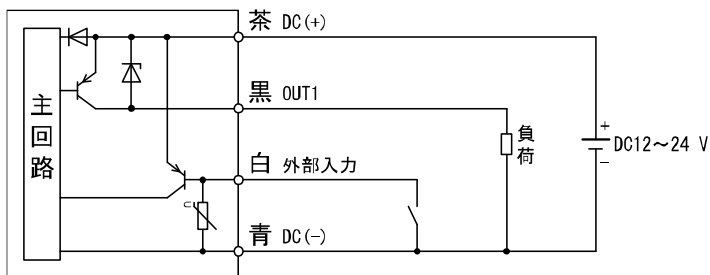 茶 DC(+)
主回路
黒 OUT1
負荷
+
DC12～24 V
−
白 外部入力
青 DC(−)